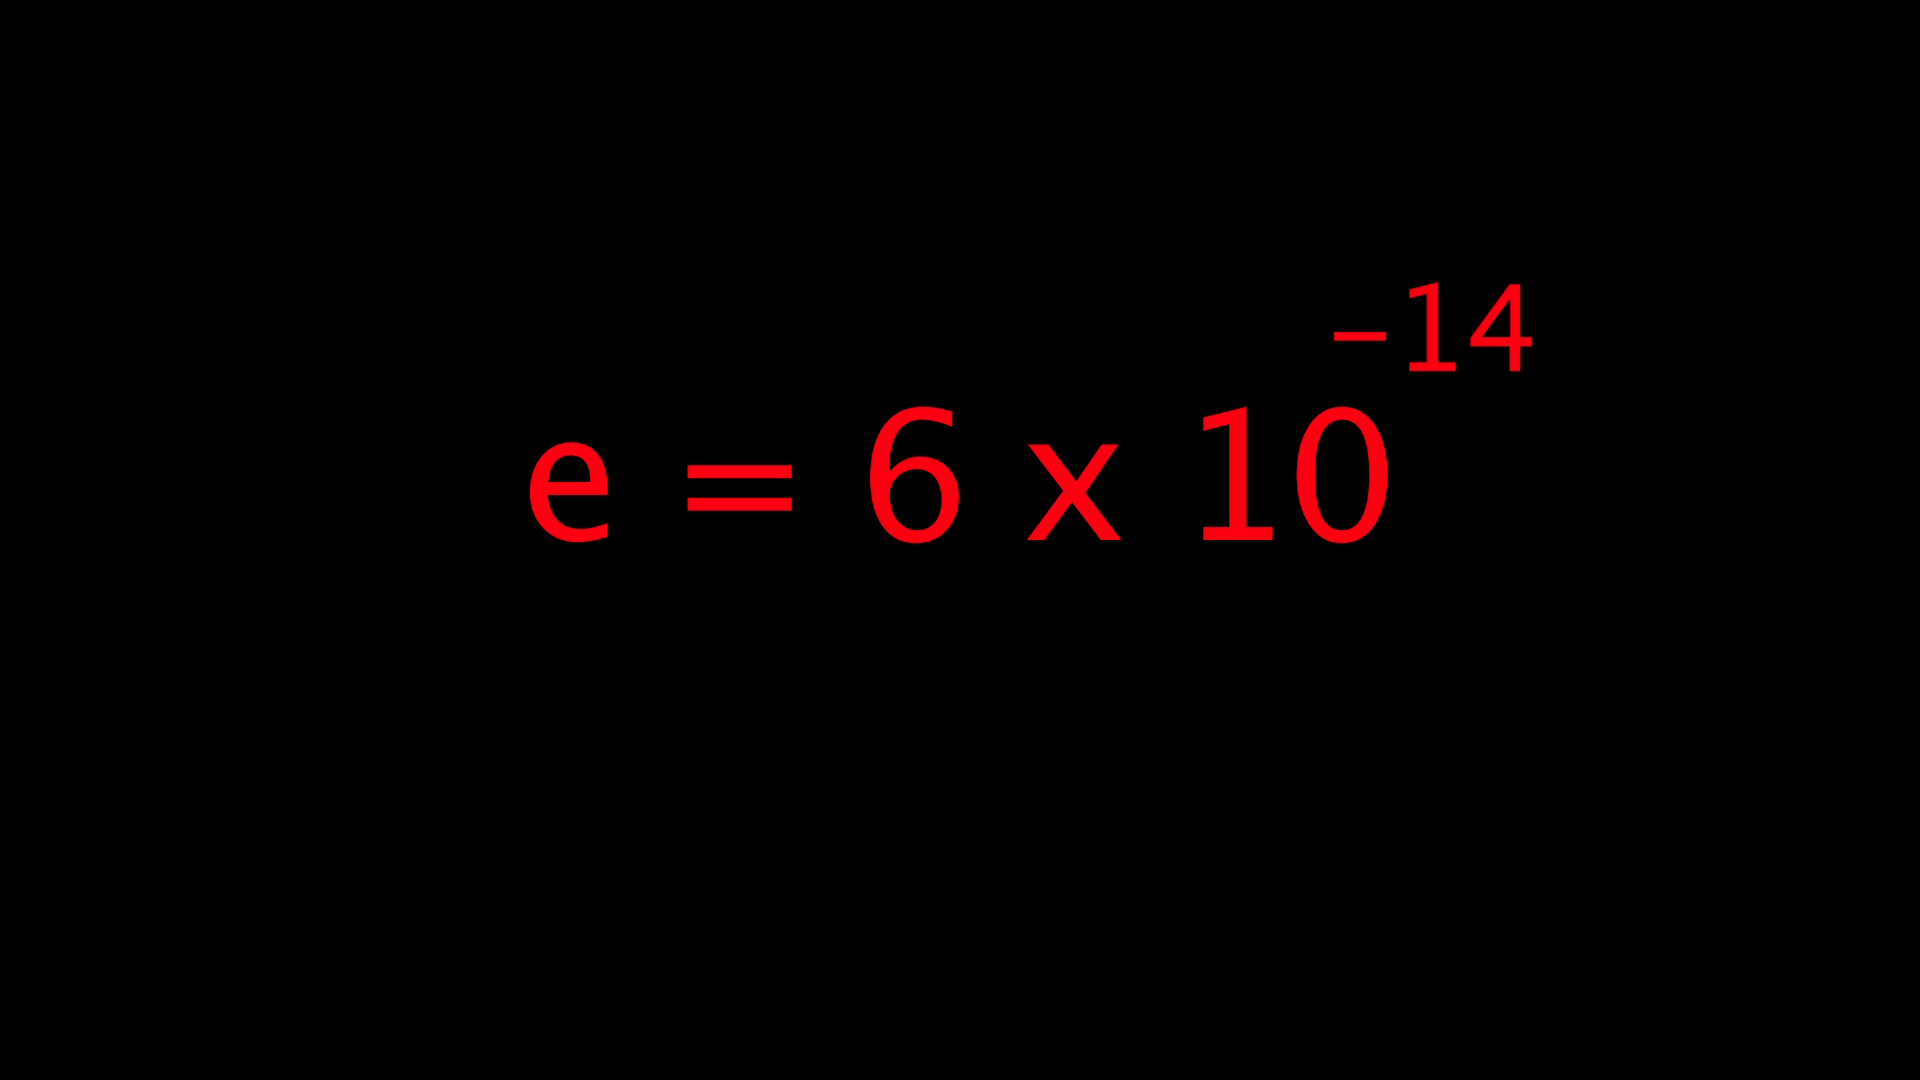 e = 6 x 10⁻¹⁴